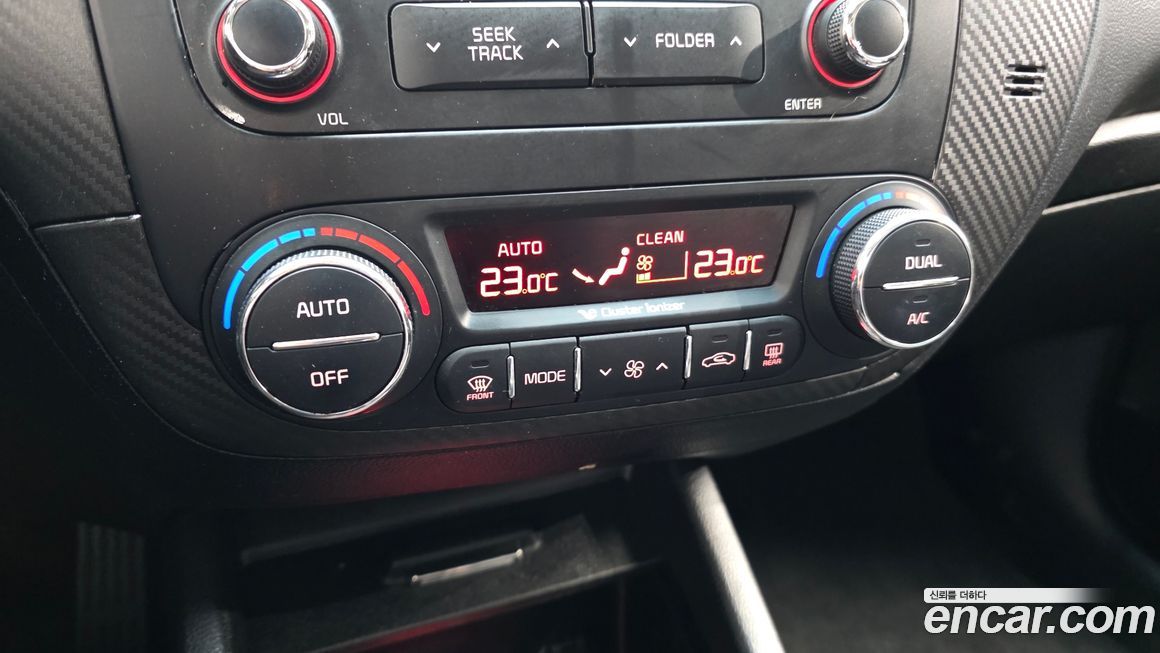 VOL
SEEK
TRACK
FOLDER
ENTER
AUTO
23.0°C
CLEAN
23.0°C
Cluster Ionizer
AUTO
OFF
FRONT
MODE
REAR
DUAL
A/C
신뢰를 더하다
encar.com